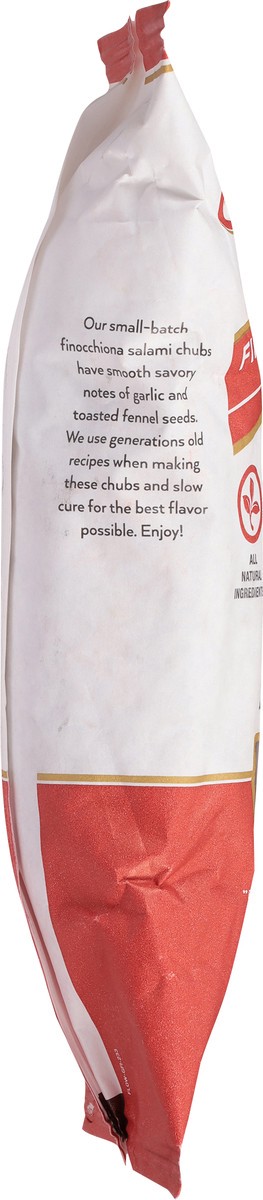 Our small-batch
finocchiona salami chubs
have smooth savory
notes of garlic and
toasted fennel seeds.
We use generations old
recipes when making
these chubs and slow
cure for the best flavor
possible. Enjoy!
ALL
NATURAL
INGREDIENTS